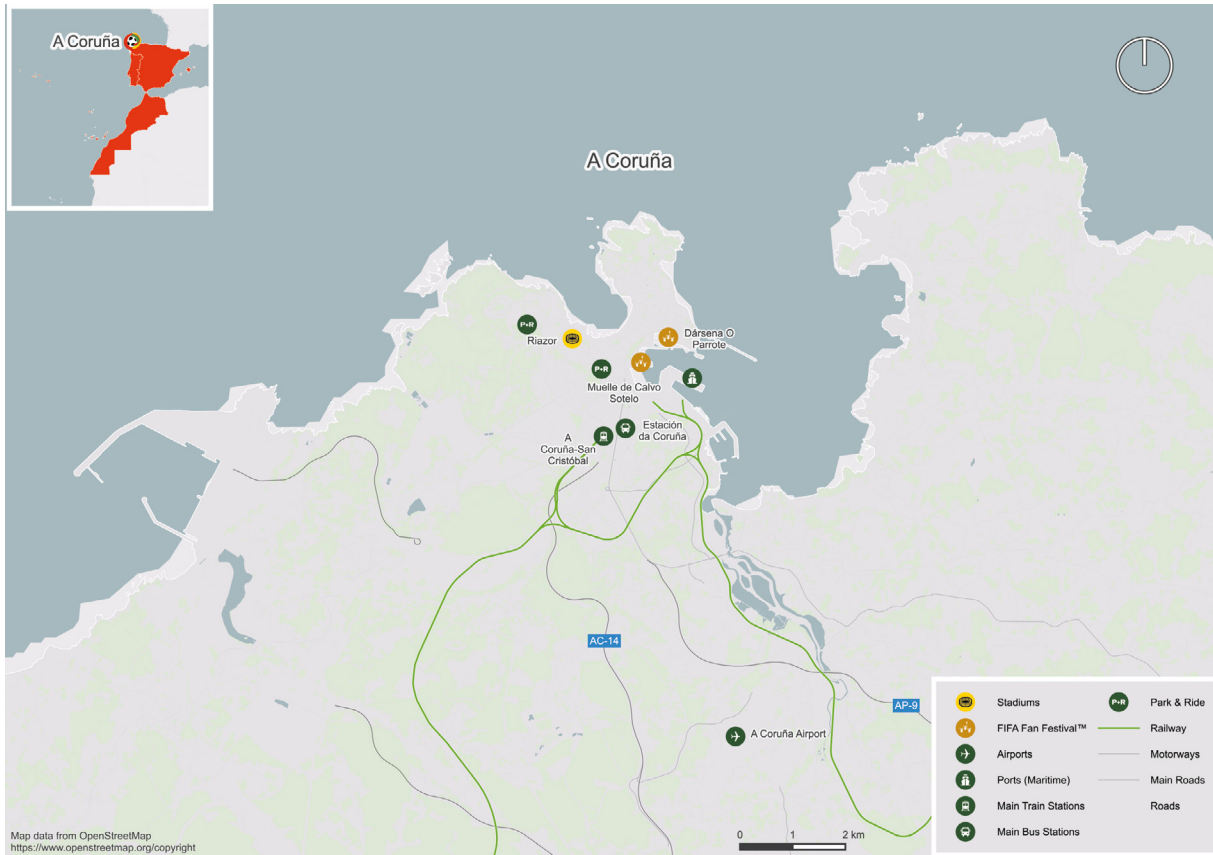 A Coruña
A Coruña
P+R
Riazor
Dársena O
Parrote
P+R
Muelle de Calvo
Sotelo
Estación
da Coruña
A
Coruña-San
Cristóbal
AC-14
AP-9
A Coruña Airport
Stadiums
FIFA Fan Festival™
Airports
Ports (Maritime)
Main Train Stations
Main Bus Stations
P+R Park & Ride
Railway
Motorways
Main Roads
Roads
0 1 2 km
Map data from OpenStreetMap
https://www.openstreetmap.org/copyright